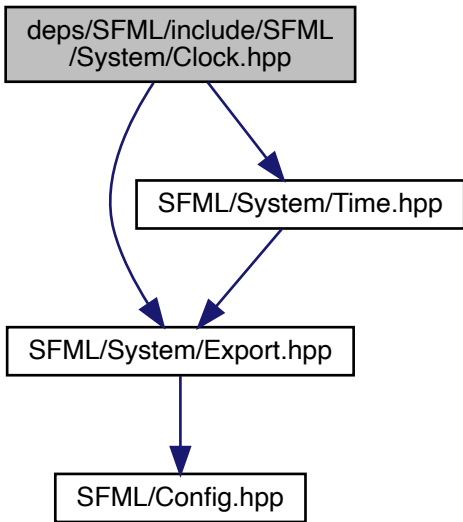 deps/SFML/include/SFML
/System/Clock.hpp
SFML/System/Time.hpp
SFML/System/Export.hpp
SFML/Config.hpp